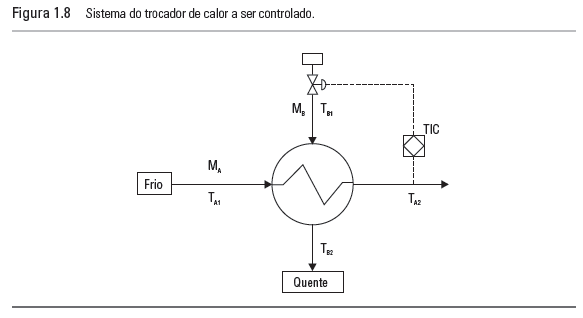 Figura 1.8 Sistema do trocador de calor a ser controlado.
M_B T_B1
TIC
M_A
Frio
T_A1
T_A2
T_B2
Quente